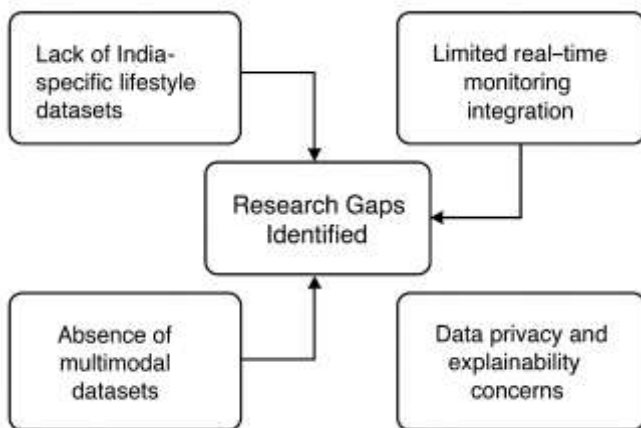 Lack of India-
specific lifestyle
datasets
Limited real–time
monitoring
integration
Research Gaps
Identified
Absence of
multimodal
datasets
Data privacy and
explainability
concerns